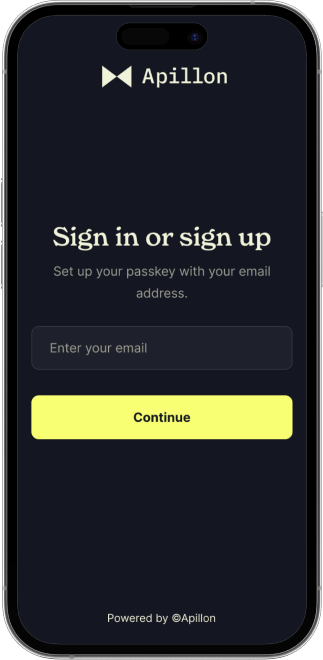 Apillon
Sign in or sign up
Set up your passkey with your email
address.
Enter your email
Continue
Powered by ©Apillon